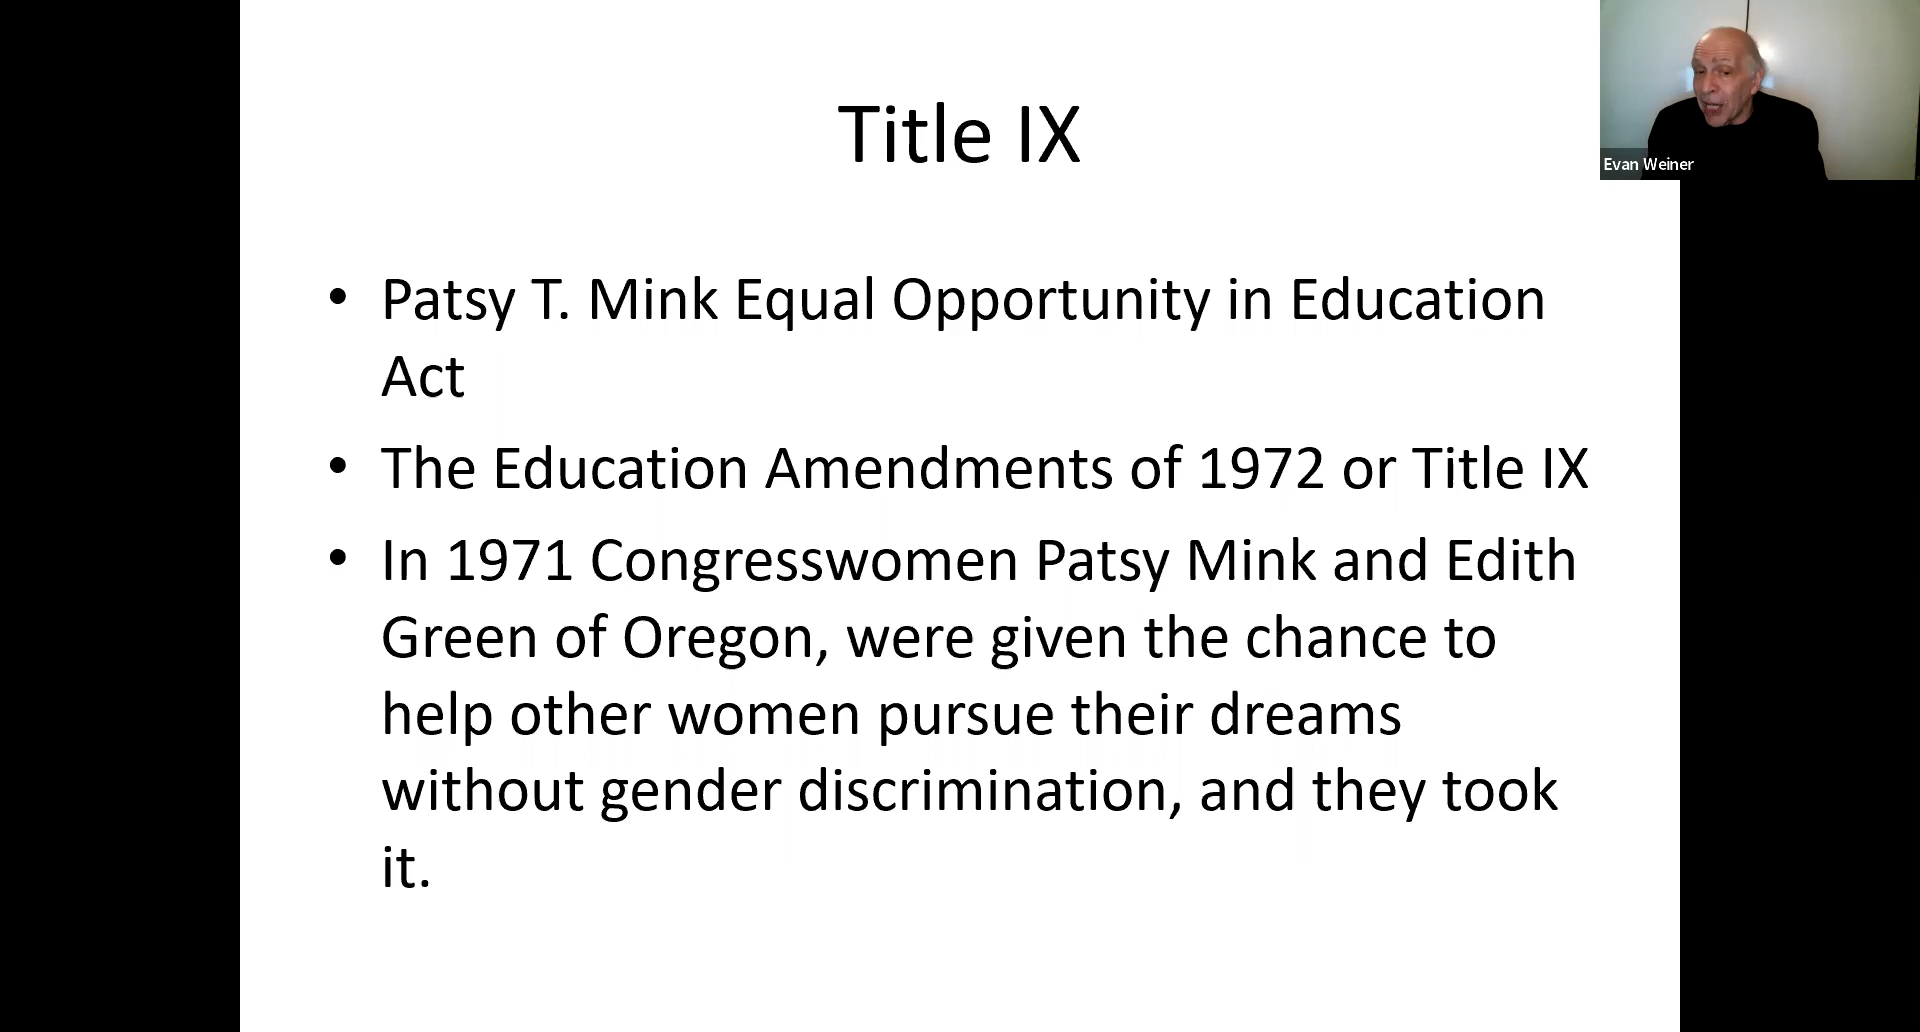 Title IX
Evan Weiner
• Patsy T. Mink Equal Opportunity in Education
Act
• The Education Amendments of 1972 or Title IX
• In 1971 Congresswomen Patsy Mink and Edith
Green of Oregon, were given the chance to
help other women pursue their dreams
without gender discrimination, and they took
it.